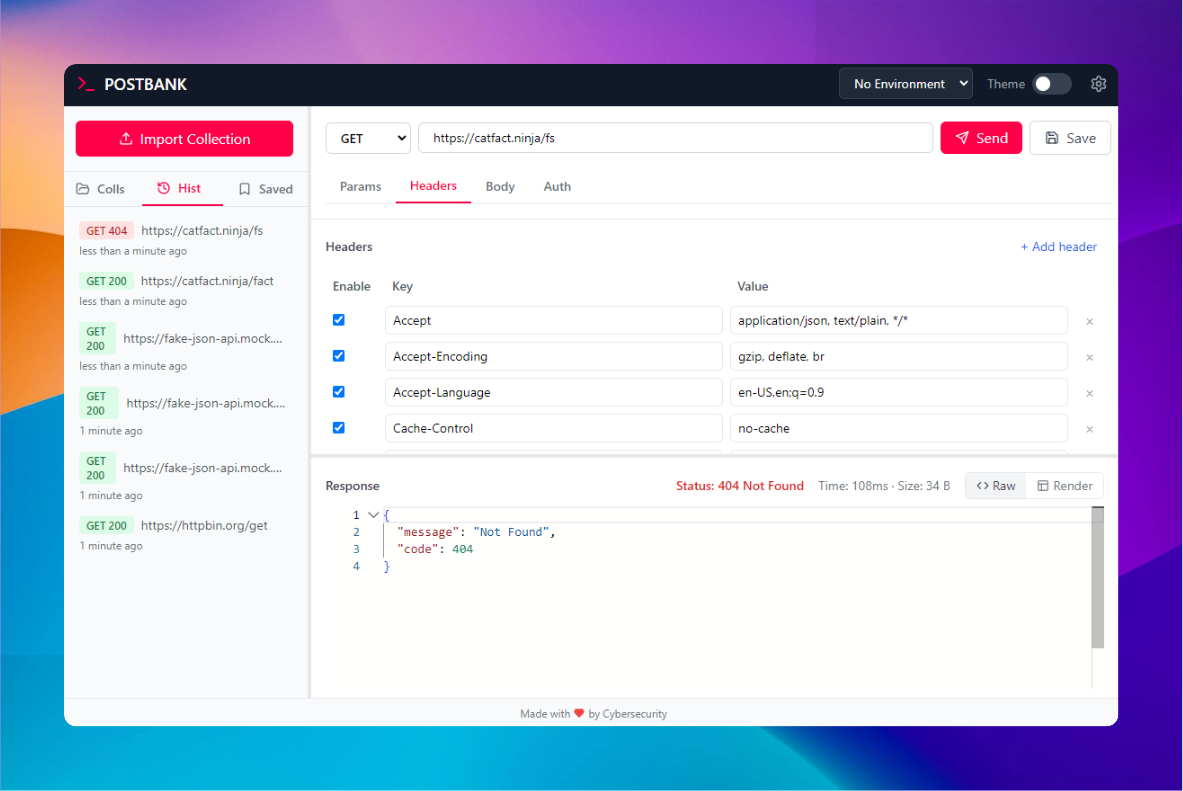 POSTBANK
No Environment
Theme
Import Collection
Colls
Hist
Saved
GET 404 https://catfact.ninja/fs
less than a minute ago
GET 200 https://catfact.ninja/fact
less than a minute ago
GET 200 https://fake-json-api.mock....
less than a minute ago
GET 200 https://fake-json-api.mock....
1 minute ago
GET 200 https://fake-json-api.mock....
1 minute ago
GET 200 https://httpbin.org/get
1 minute ago
GET
https://catfact.ninja/fs
Send
Save
Params
Headers
Body
Auth
Headers
+ Add header
Enable Key Value
Accept application/json, text/plain, */*
Accept-Encoding gzip, deflate, br
Accept-Language en-US,en;q=0.9
Cache-Control no-cache
Response
Status: 404 Not Found
Time: 108ms · Size: 34 B
<> Raw
Render
1 {
2 "message": "Not Found",
3 "code": 404
4 }
Made with ❤ by Cybersecurity